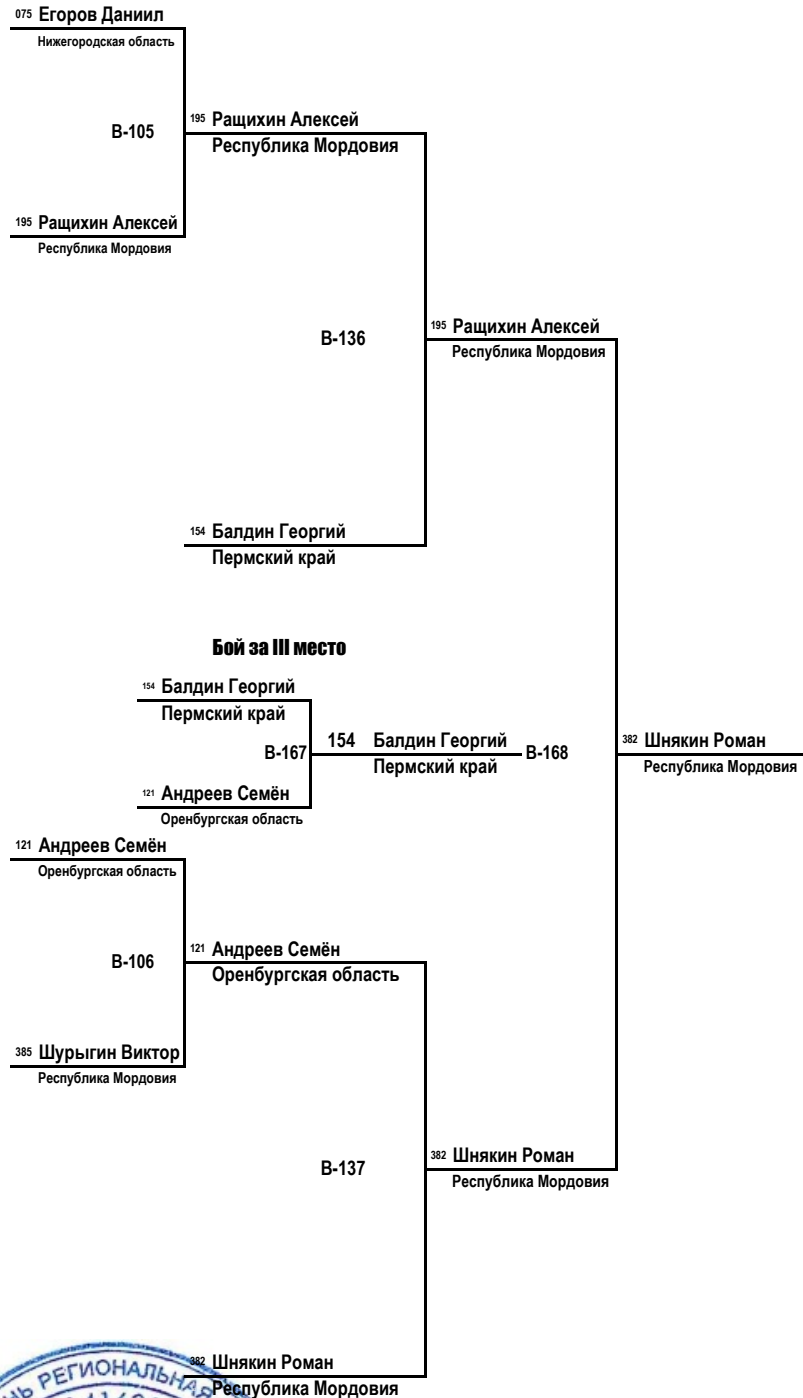 075 Егоров Даниил
Нижегородская область
B-105
195 Ращихин Алексей
Республика Мордовия
195 Ращихин Алексей
Республика Мордовия
B-136
195 Ращихин Алексей
Республика Мордовия
154 Балдин Георгий
Пермский край
Бой за III место
154 Балдин Георгий
Пермский край
B-167
154 Балдин Георгий
Пермский край
B-168
382 Шнякин Роман
Республика Мордовия
121 Андреев Семён
Оренбургская область
121 Андреев Семён
Оренбургская область
B-106
121 Андреев Семён
Оренбургская область
385 Шурыгин Виктор
Республика Мордовия
B-137
382 Шнякин Роман
Республика Мордовия
382 Шнякин Роман
Республика Мордовия
РЕГИОНАЛЬНАЯ